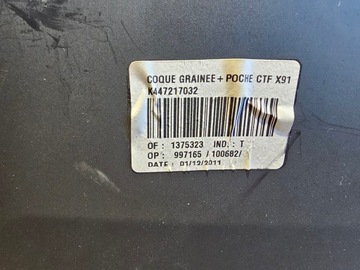 COQUE GRAINEE + POCHE CTF X91
K447217032
OF : 1375323 IND. : T
OP : 997165 / 100682/
DATE : 01/12/2011